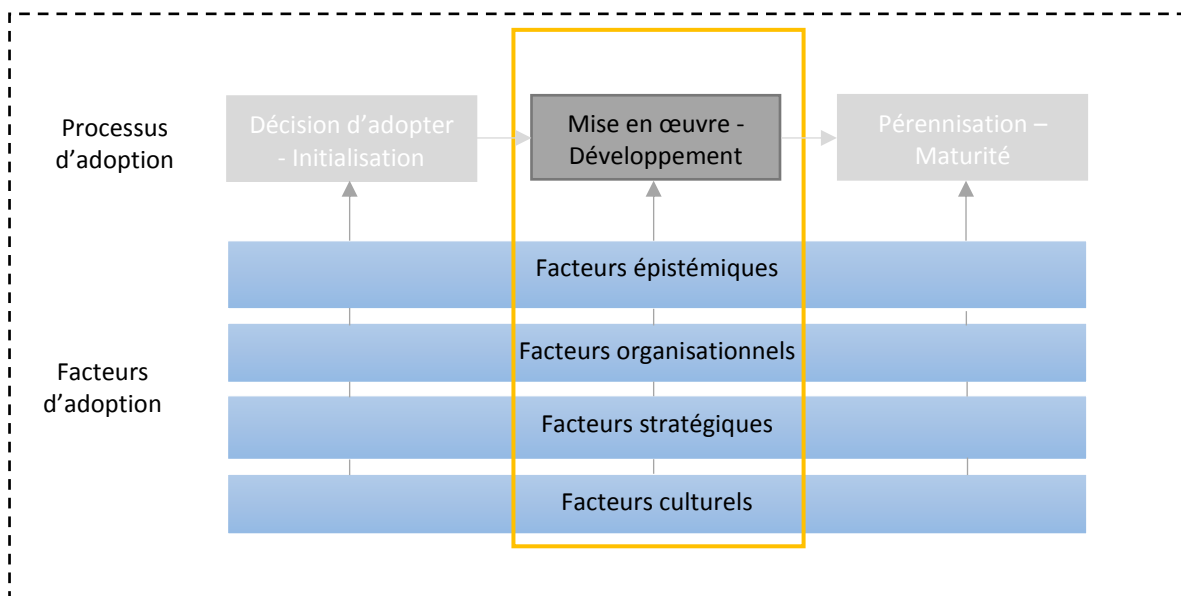 Processus
d’adoption
Décision d’adopter
- Initialisation
Mise en œuvre -
Développement
Pérennisation –
Maturité
Facteurs
d’adoption
Facteurs épistémiques
Facteurs organisationnels
Facteurs stratégiques
Facteurs culturels